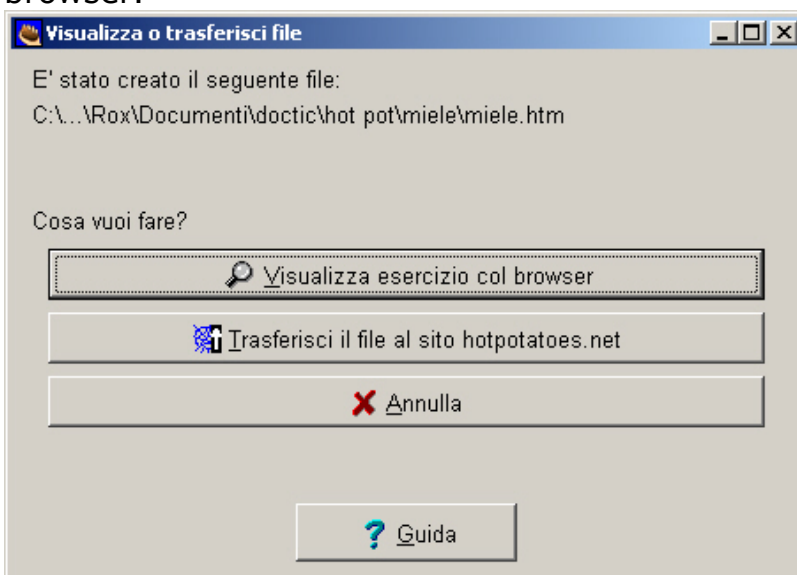 browser.
Visualizza o trasferisci file
E' stato creato il seguente file:
C:\...\Rox\Documenti\doctic\hot pot\miele\miele.htm
Cosa vuoi fare?
Visualizza esercizio col browser
Trasferisci il file al sito hotpotatoes.net
Annulla
Guida